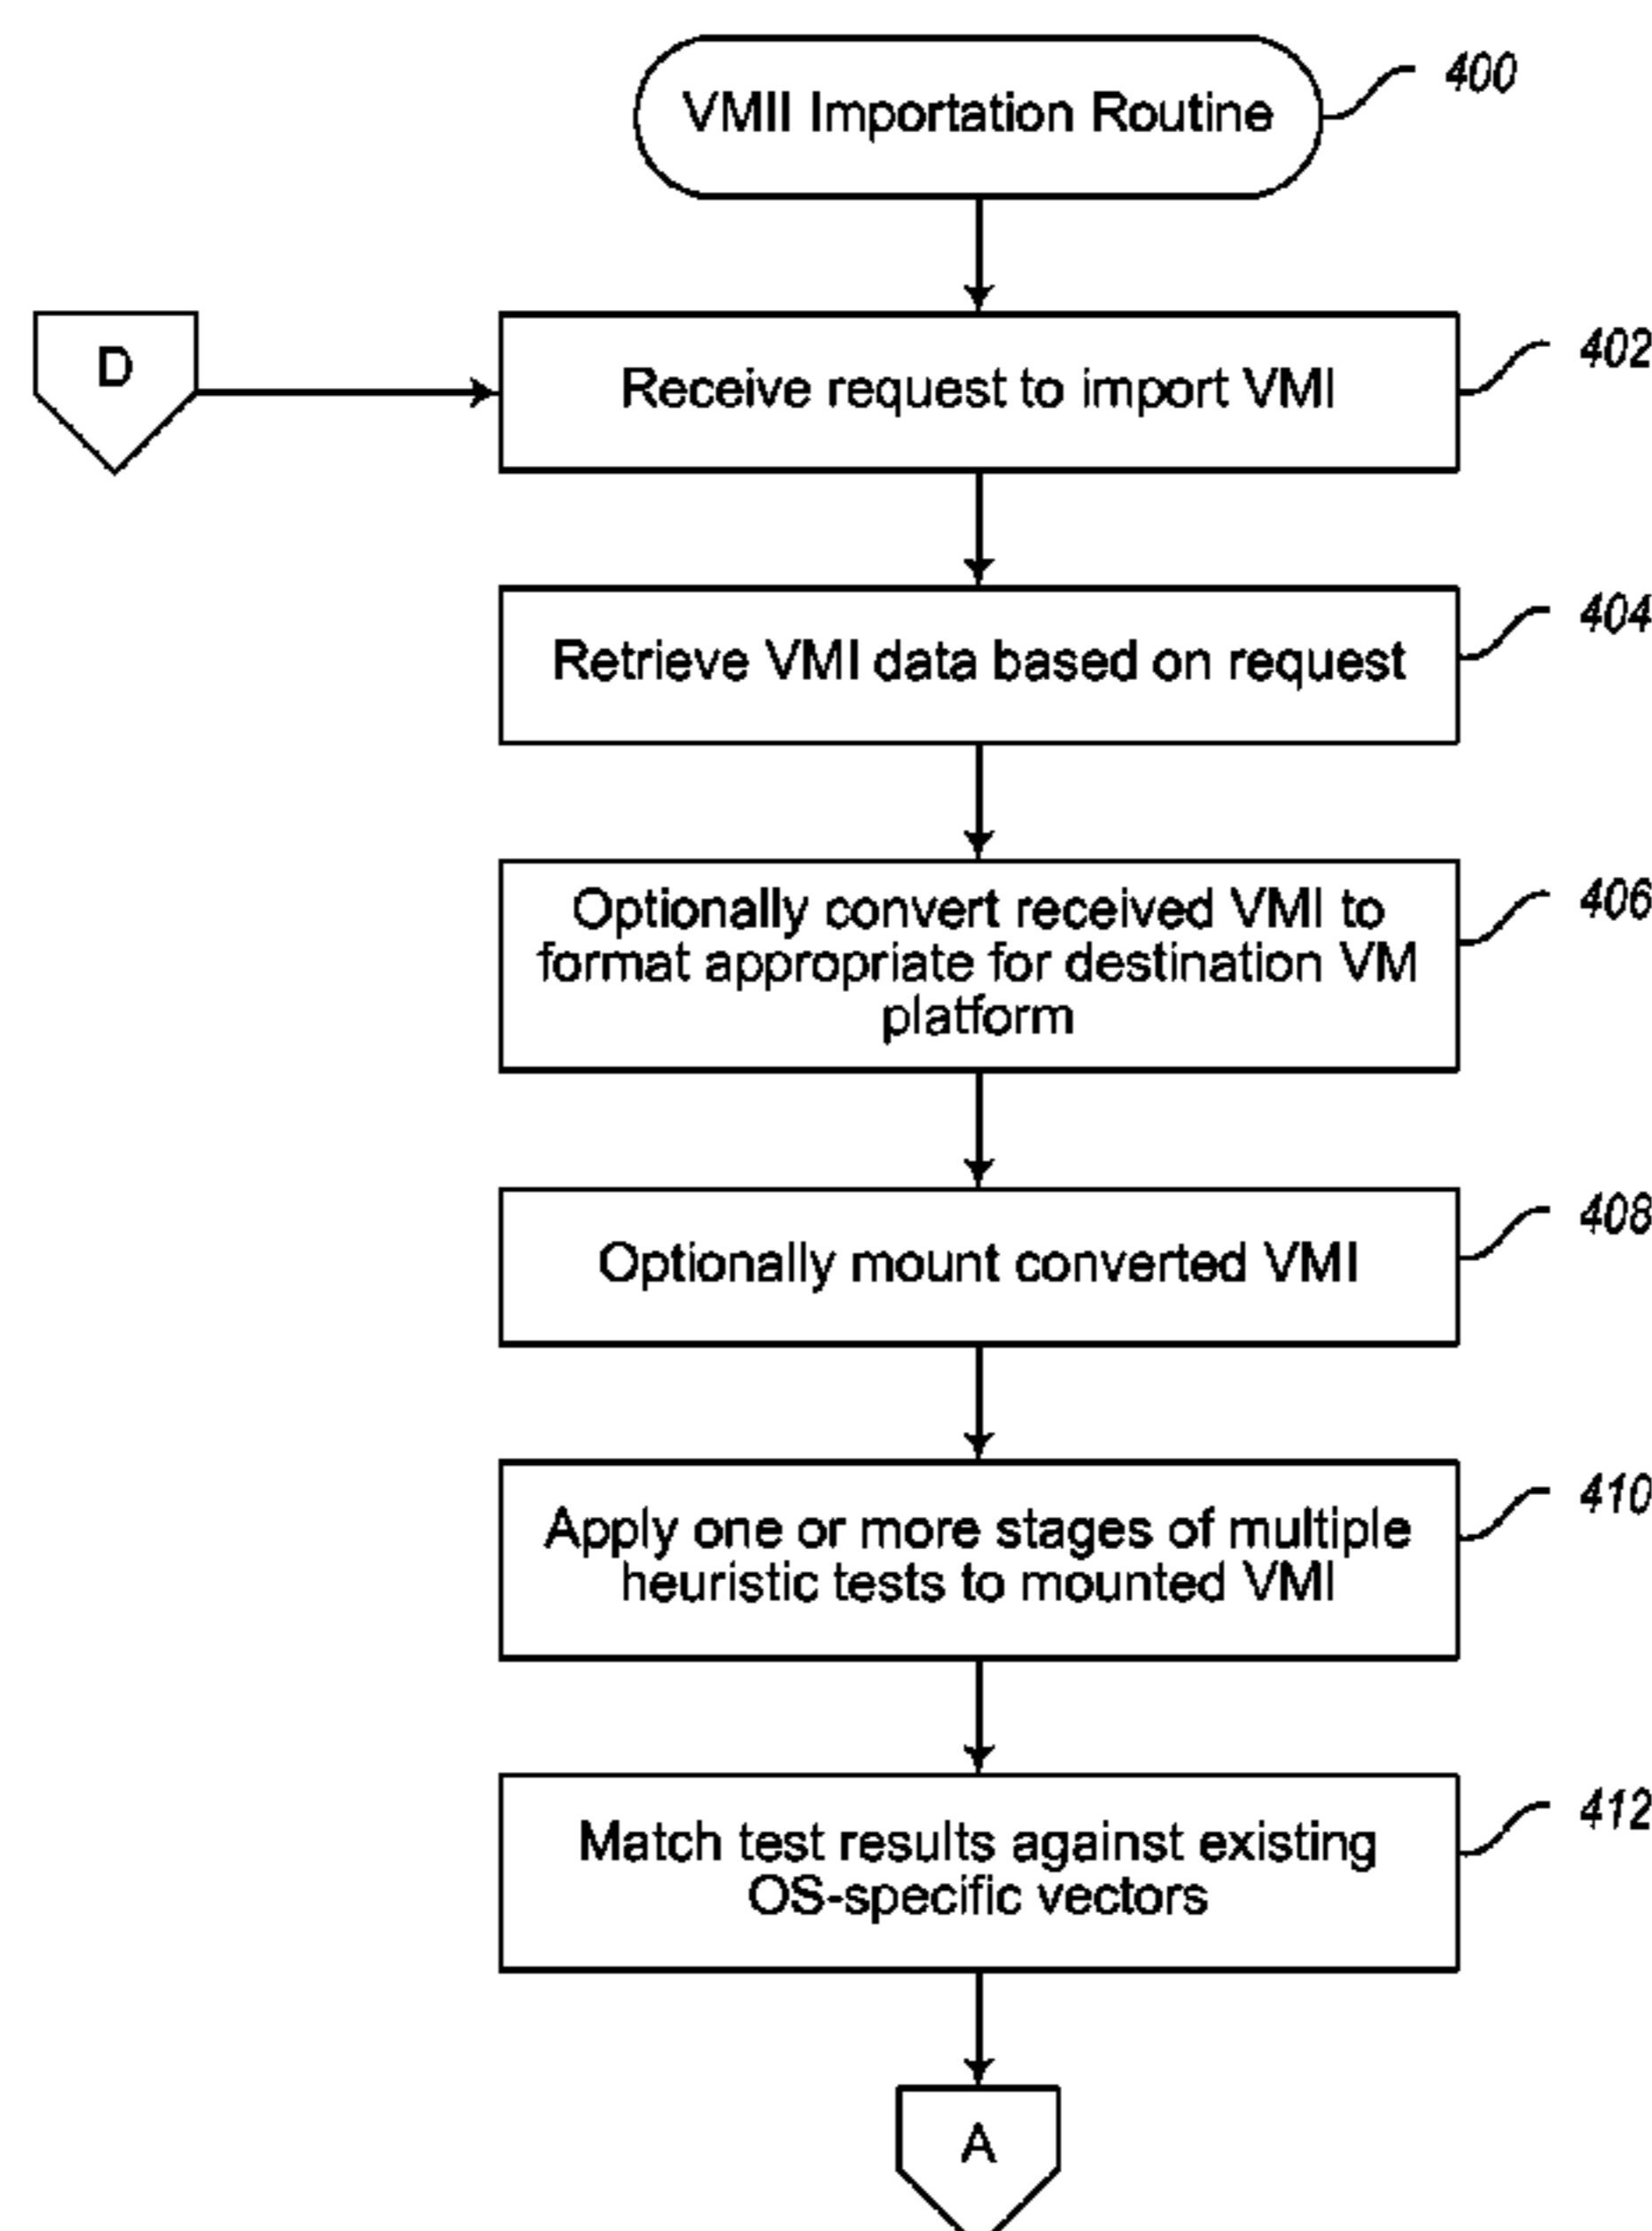 VMII Importation Routine
400
D
Receive request to import VMI
402
Retrieve VMI data based on request
404
Optionally convert received VMI to
format appropriate for destination VM
platform
406
Optionally mount converted VMI
408
Apply one or more stages of multiple
heuristic tests to mounted VMI
410
Match test results against existing
OS-specific vectors
412
A